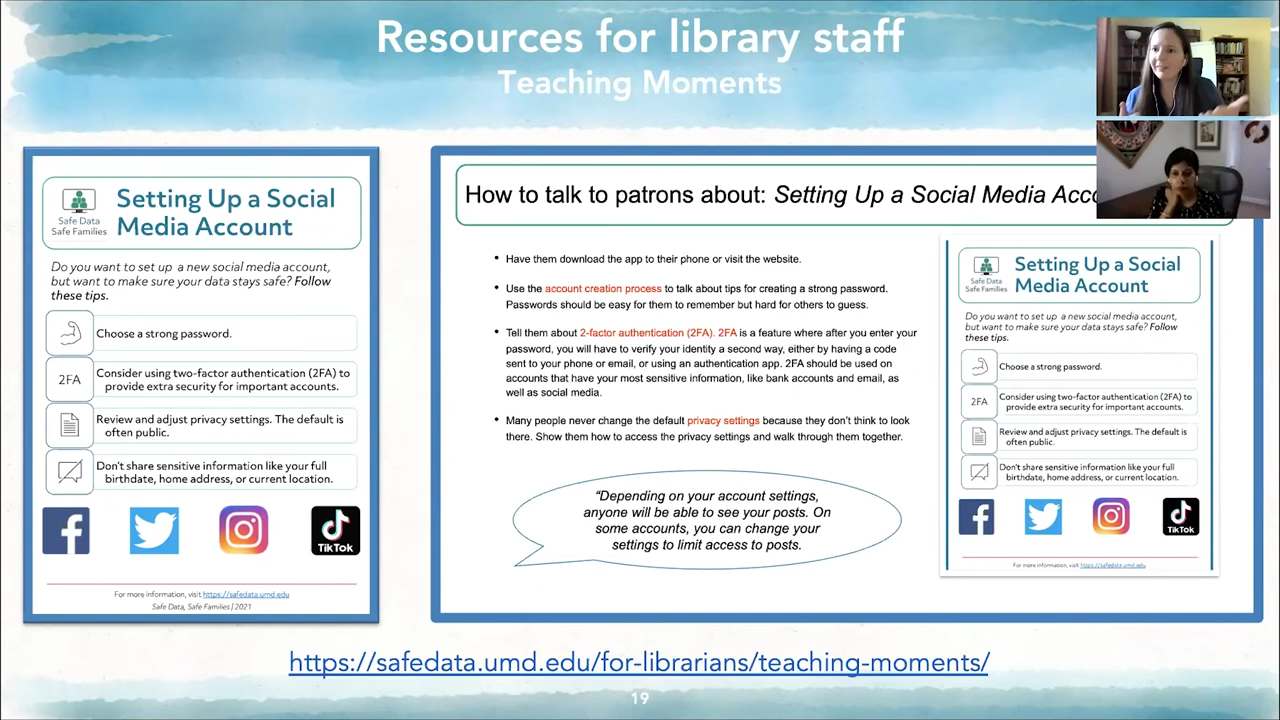 Resources for library staff
Teaching Moments
Safe Data
Safe Families
Setting Up a Social
Media Account
Do you want to set up a new social media account,
but want to make sure your data stays safe? Follow
these tips.
Choose a strong password.
2FA
Consider using two-factor authentication (2FA) to
provide extra security for important accounts.
Review and adjust privacy settings. The default is
often public.
Don't share sensitive information like your full
birthdate, home address, or current location.
TikTok
For more information, visit https://safedata.umd.edu
Safe Data, Safe Families | 2021
How to talk to patrons about: Setting Up a Social Media Acco
• Have them download the app to their phone or visit the website.
• Use the account creation process to talk about tips for creating a strong password.
Passwords should be easy for them to remember but hard for others to guess.
• Tell them about 2-factor authentication (2FA). 2FA is a feature where after you enter your
password, you will have to verify your identity a second way, either by having a code
sent to your phone or email, or using an authentication app. 2FA should be used on
accounts that have your most sensitive information, like bank accounts and email, as
well as social media.
• Many people never change the default privacy settings because they don't think to look
there. Show them how to access the privacy settings and walk through them together.
“Depending on your account settings,
anyone will be able to see your posts. On
some accounts, you can change your
settings to limit access to posts.
Safe Data
Safe Families
Setting Up a Social
Media Account
Do you want to set up a new social media account,
but want to make sure your data stays safe? Follow
these tips.
Choose a strong password.
2FA
Consider using two-factor authentication (2FA) to
provide extra security for important accounts.
Review and adjust privacy settings. The default is
often public.
Don't share sensitive information like your full
birthdate, home address, or current location.
TikTok
For more information, visit https://safedata.umd.edu
https://safedata.umd.edu/for-librarians/teaching-moments/
19